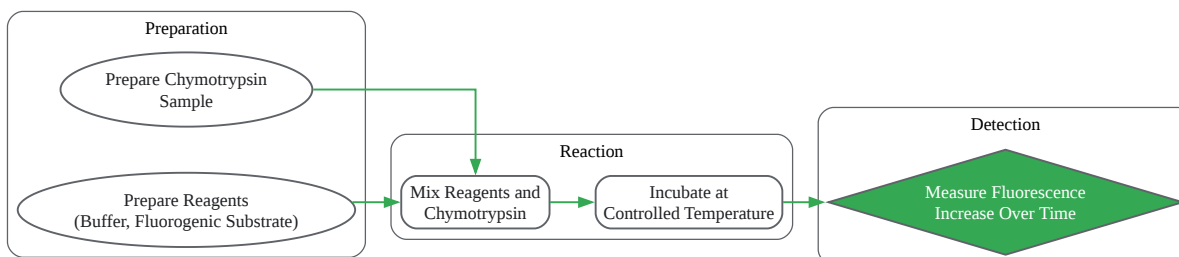 Preparation
Prepare Chymotrypsin
Sample
Prepare Reagents
(Buffer, Fluorogenic Substrate)
Reaction
Mix Reagents and
Chymotrypsin
Incubate at
Controlled Temperature
Detection
Measure Fluorescence
Increase Over Time